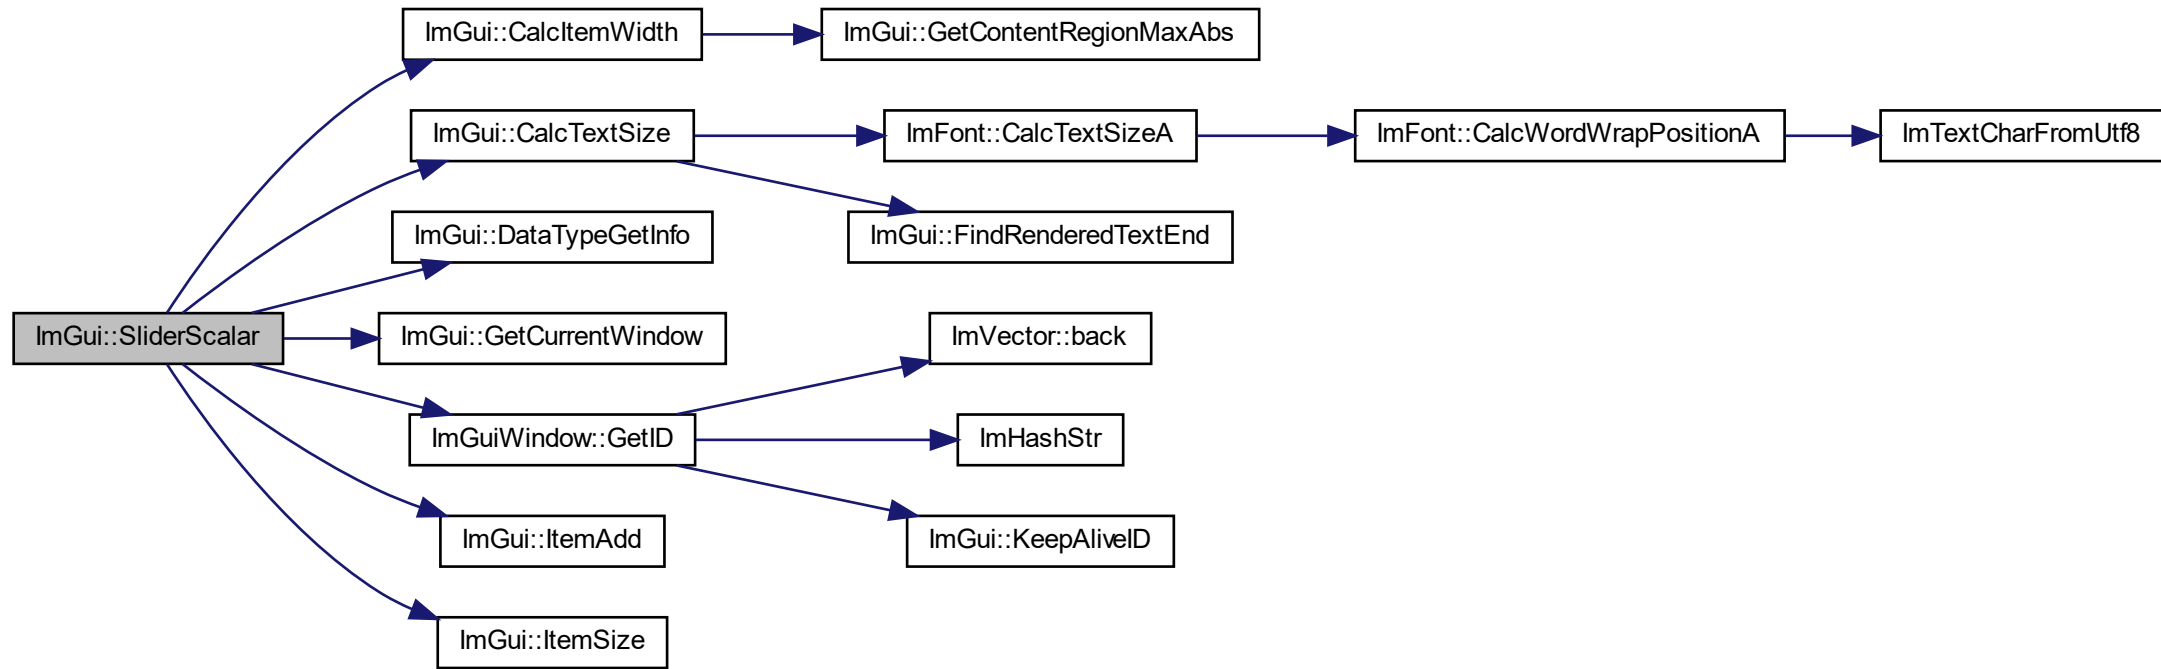 ImGui::CalcItemWidth
ImGui::GetContentRegionMaxAbs
ImGui::CalcTextSize
ImFont::CalcTextSizeA
ImFont::CalcWordWrapPositionA
ImTextCharFromUtf8
ImGui::DataTypeGetInfo
ImGui::FindRenderedTextEnd
ImGui::SliderScalar
ImGui::GetCurrentWindow
ImVector::back
ImGuiWindow::GetID
ImHashStr
ImGui::ItemAdd
ImGui::KeepAliveID
ImGui::ItemSize